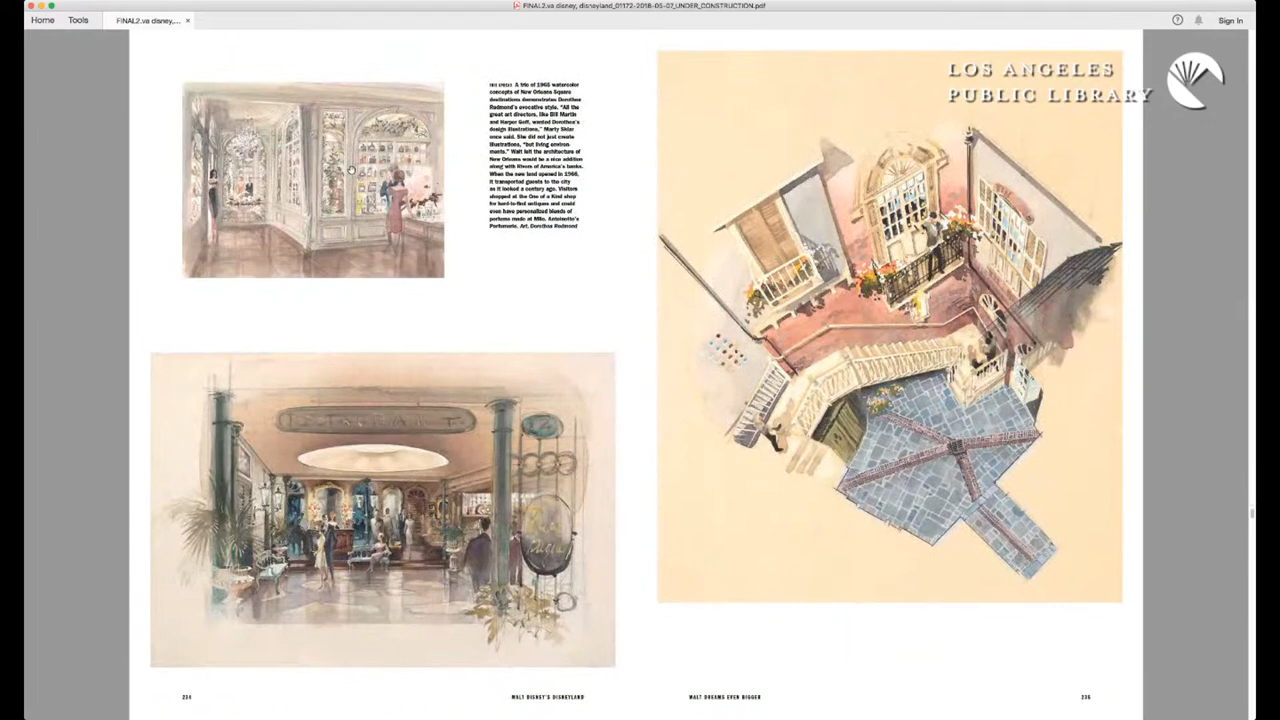 FINAL2.va disney, disneyland_01172-2018-05-07_UNDER_CONSTRUCTION.pdf
Home Tools FINAL2.va disney,... × Sign In
LOS ANGELES
PUBLIC LIBRARY
A trio of 1965 watercolor
concepts of New Orleans Square
destinations demonstrates Dorothea
Redmond's evocative style. "All the
great art directors, like Bill Martin
and Harper Goff, wanted Dorothea's
design illustrations," Marty Sklar
once said. She did not just create
illustrations, "but living environ-
ments." Walt felt the architecture of
New Orleans would be a nice addition
along with Rivers of America's banks.
When the new land opened in 1966,
it transported guests to the city
as it looked a century ago. Visitors
shopped at the One of a Kind shop
for hard-to-find antiques and could
even have personalized blends of
perfume made at Mlle. Antoinette's
Parfumerie. Art, Dorothea Redmond
234
WALT DISNEY'S DISNEYLAND
WALT DREAMS EVEN BIGGER
235